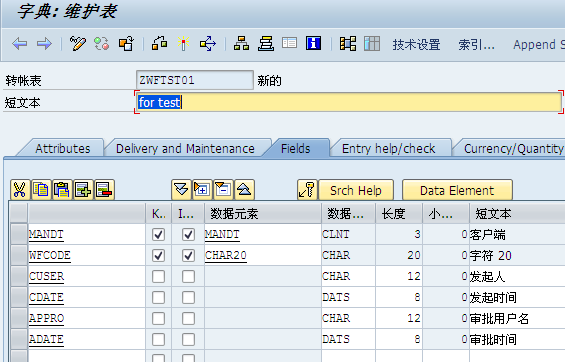 字典: 维护表
技术设置 索引... Append S
转帐表 ZWFTST01 新的
短文本 for test
Attributes Delivery and Maintenance Fields Entry help/check Currency/Quantity
Srch Help Data Element
K... I... 数据元素 数据... 长度 小... 短文本
MANDT MANDT CLNT 3 0 客户端
WFCODE CHAR20 CHAR 20 0 字符 20
CUSER CHAR 12 0 发起人
CDATE DATS 8 0 发起时间
APPRO CHAR 12 0 审批用户名
ADATE DATS 8 0 审批时间